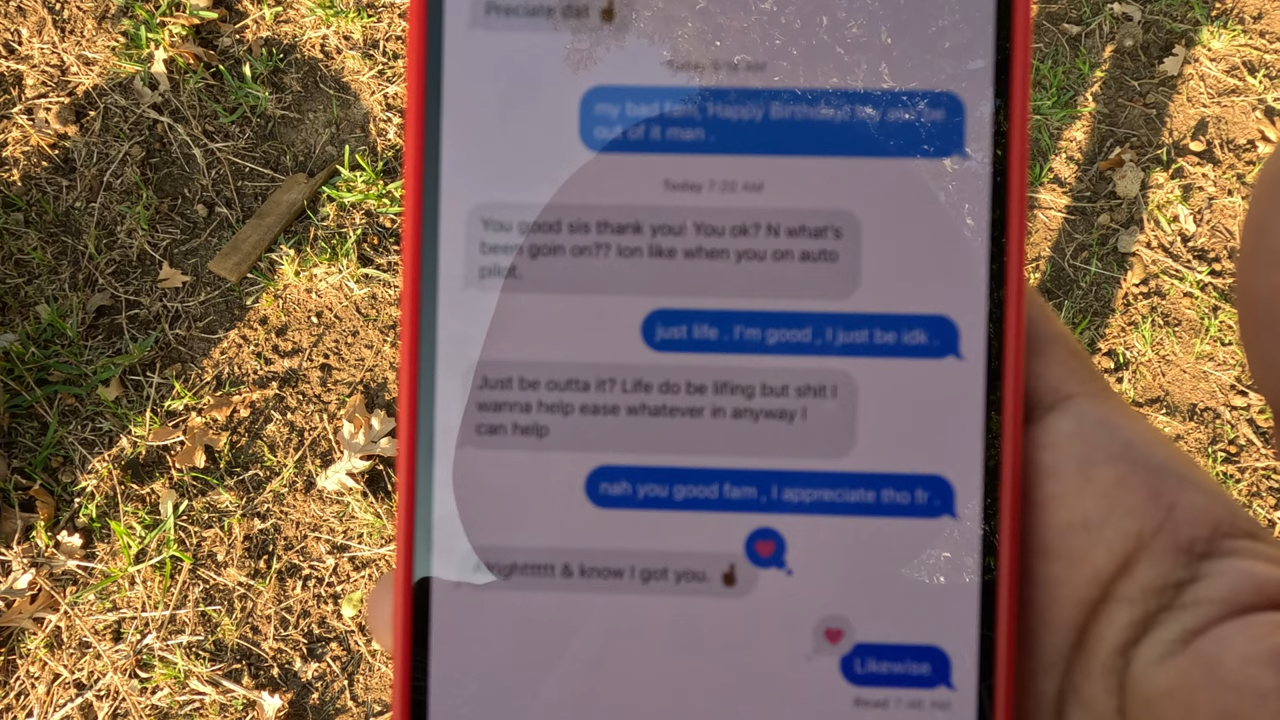 Preciate dat
my bad fam, Happy Birthday
out of it man .
Today 7:20 AM
You good sis thank you! You ok? N what's
been goin on?? Ion like when you on auto
pilot.
just life . I'm good , I just be idk .
Just be outta it? Life do be lifing but shit I
wanna help ease whatever in anyway I
can help
nah you good fam , I appreciate tho fr .
& know I got you.
Likewise
Read AM